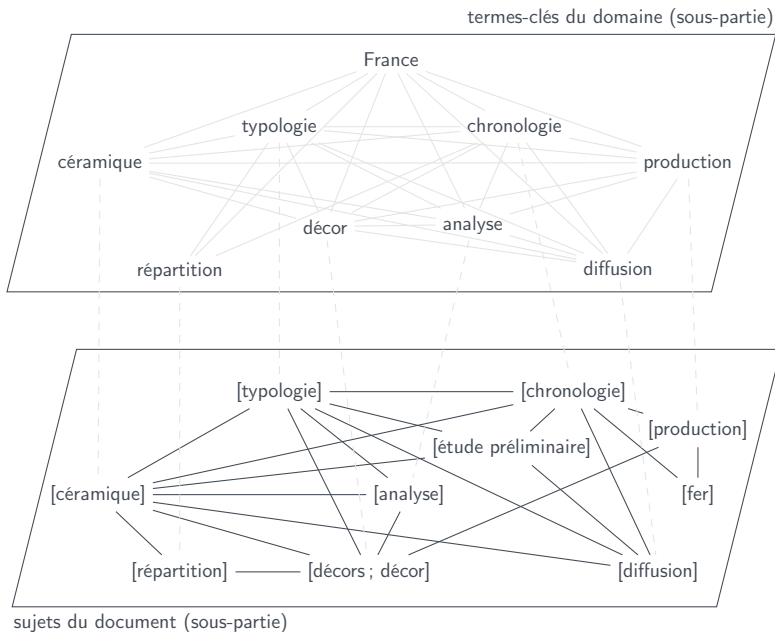 termes-clés du domaine (sous-partie)
France
typologie
chronologie
céramique
production
décor
analyse
répartition
diffusion
[typologie]
[chronologie]
[production]
[étude préliminaire]
[céramique]
[analyse]
[fer]
[répartition]
[décors ; décor]
[diffusion]
sujets du document (sous-partie)